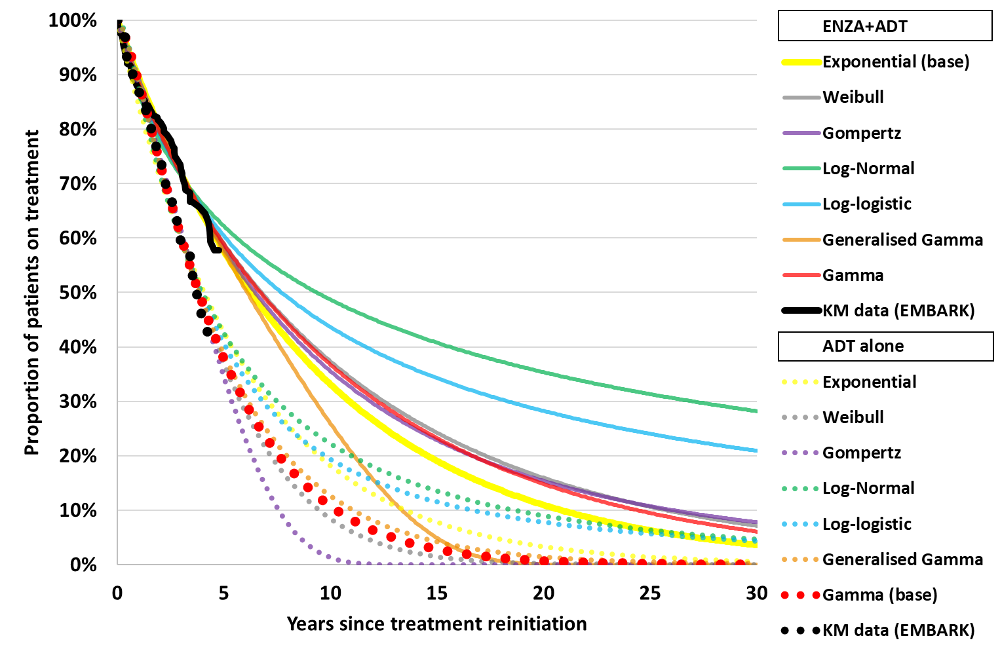 100%
90%
80%
70%
60%
50%
40%
30%
20%
10%
0%
Proportion of patients on treatment
0
5
10
15
20
25
30
Years since treatment reinitiation
ENZA+ADT
Exponential (base)
Weibull
Gompertz
Log-Normal
Log-logistic
Generalised Gamma
Gamma
KM data (EMBARK)
ADT alone
Exponential
Weibull
Gompertz
Log-Normal
Log-logistic
Generalised Gamma
Gamma (base)
KM data (EMBARK)